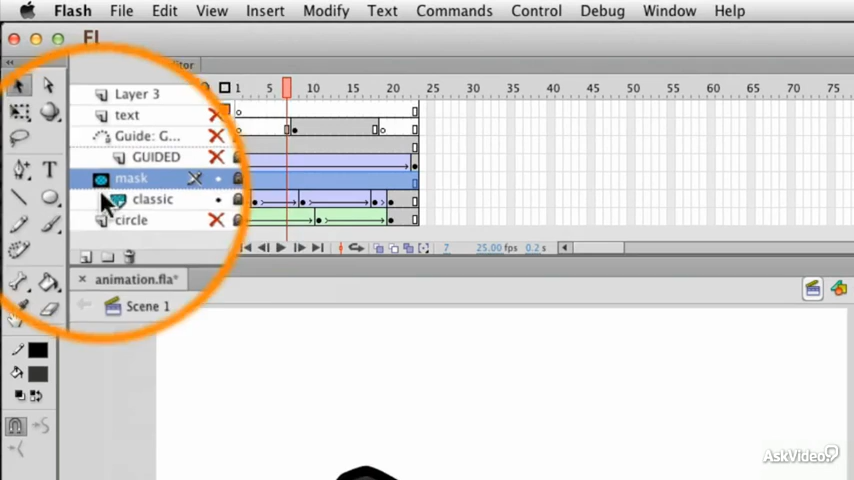 Flash File Edit View Insert Modify Text Commands Control Debug Window Help
Fl
itor
1 5 10 15 20 25 30 35 40 45 50 55 60 65 70 75
Layer 3
text
Guide: G...
GUIDED
mask
classic
circle
7 25.00 fps 0.2 s
animation.fla*
Scene 1
AskVideo